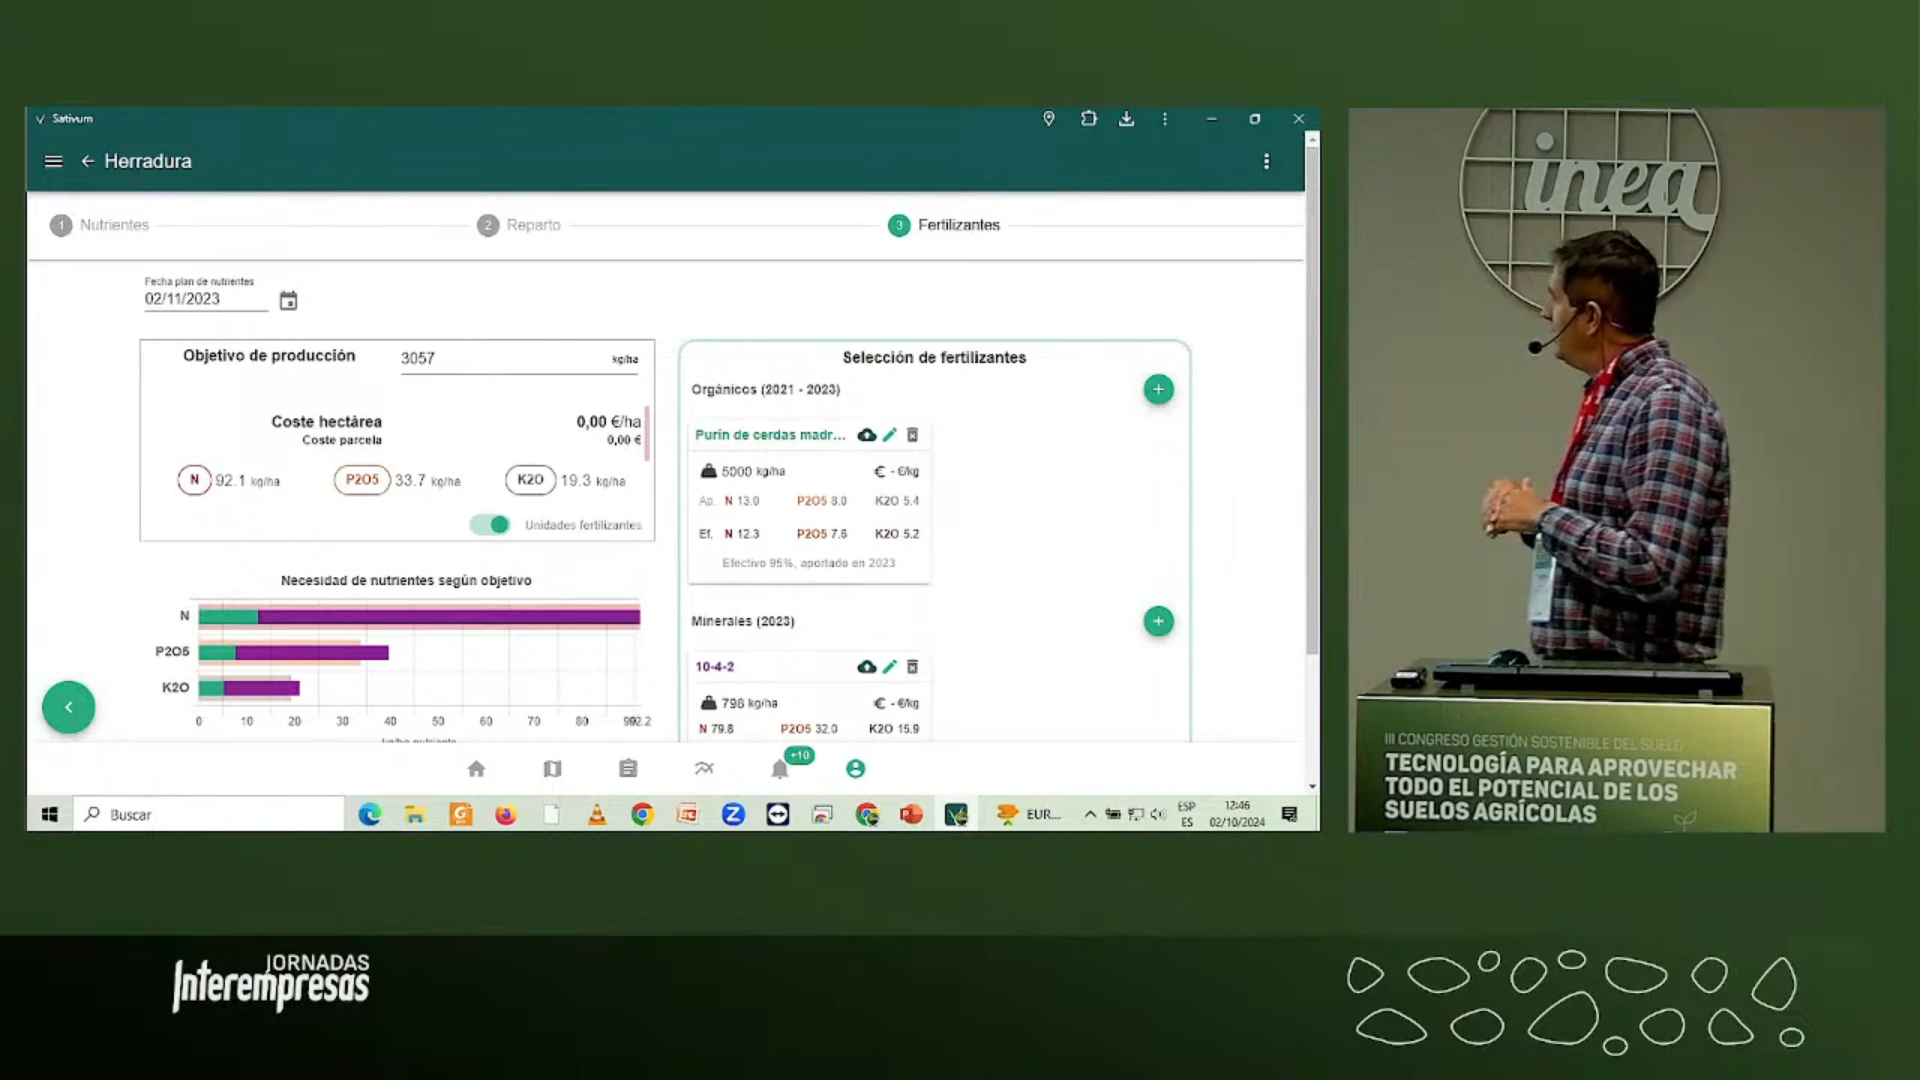 Sativum
Herradura
1 Nutrientes
2 Reparto
3 Fertilizantes
Fecha plan de nutrientes
02/11/2023
Objetivo de producción 3057 kg/ha
Coste hectárea 0,00 €/ha
Coste parcela 0,00 €
N 92.1 kg/ha P2O5 33.7 kg/ha K2O 19.3 kg/ha
Unidades fertilizantes
Necesidad de nutrientes según objetivo
N
P2O5
K2O
0 10 20 30 40 50 60 70 80 992.2
kg/ha nutriente
Selección de fertilizantes
Orgánicos (2021 - 2023)
+
Purín de cerdas madr...
5000 kg/ha € - €/kg
Ap. N 13.0 P2O5 8.0 K2O 5.4
Ef. N 12.3 P2O5 7.6 K2O 5.2
Efectivo 95%, aportado en 2023
Minerales (2023)
+
10-4-2
798 kg/ha € - €/kg
N 79.8 P2O5 32.0 K2O 15.9
+10
Buscar
EUR...
ESP
ES
12:46
02/10/2024
inea
III CONGRESO GESTIÓN SOSTENIBLE DEL SUELO
TECNOLOGÍA PARA APROVECHAR
TODO EL POTENCIAL DE LOS
SUELOS AGRÍCOLAS
JORNADAS
Interempresas